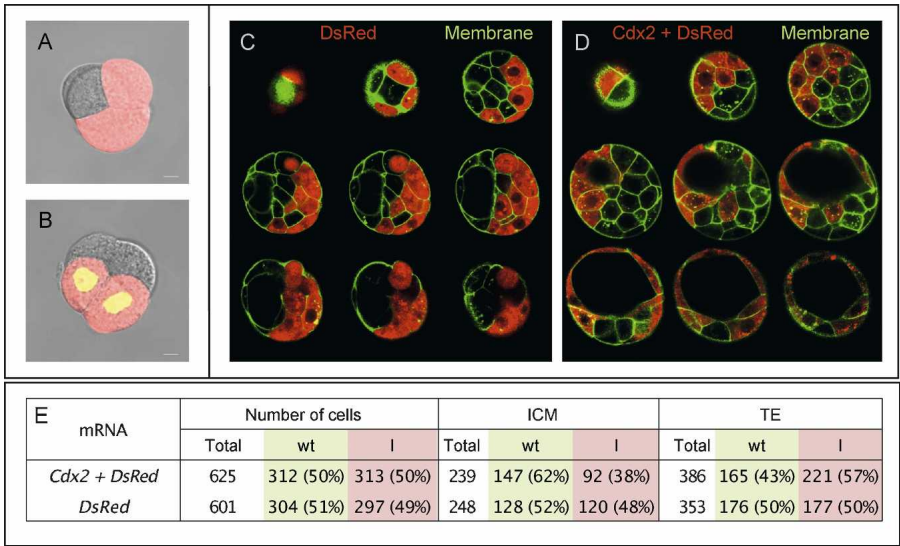 A
B
C DsRed Membrane
D Cdx2 + DsRed Membrane
E
mRNA Number of cells ICM TE
Total wt I Total wt I Total wt I
Cdx2 + DsRed 625 312 (50%) 313 (50%) 239 147 (62%) 92 (38%) 386 165 (43%) 221 (57%)
DsRed 601 304 (51%) 297 (49%) 248 128 (52%) 120 (48%) 353 176 (50%) 177 (50%)